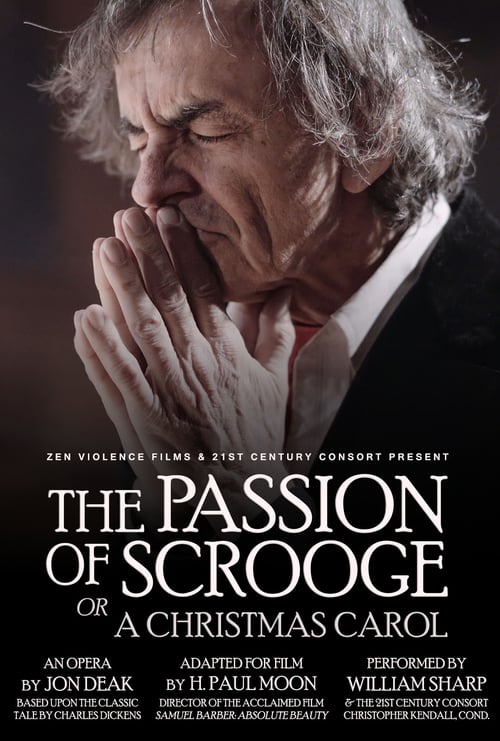 ZEN VIOLENCE FILMS & 21ST CENTURY CONSORT PRESENT
THE PASSION
OF SCROOGE
OR
A CHRISTMAS CAROL
AN OPERA
BY JON DEAK
BASED UPON THE CLASSIC
TALE BY CHARLES DICKENS
ADAPTED FOR FILM
BY H. PAUL MOON
DIRECTOR OF THE ACCLAIMED FILM
SAMUEL BARBER: ABSOLUTE BEAUTY
PERFORMED BY
WILLIAM SHARP
& THE 21ST CENTURY CONSORT
CHRISTOPHER KENDALL, COND.